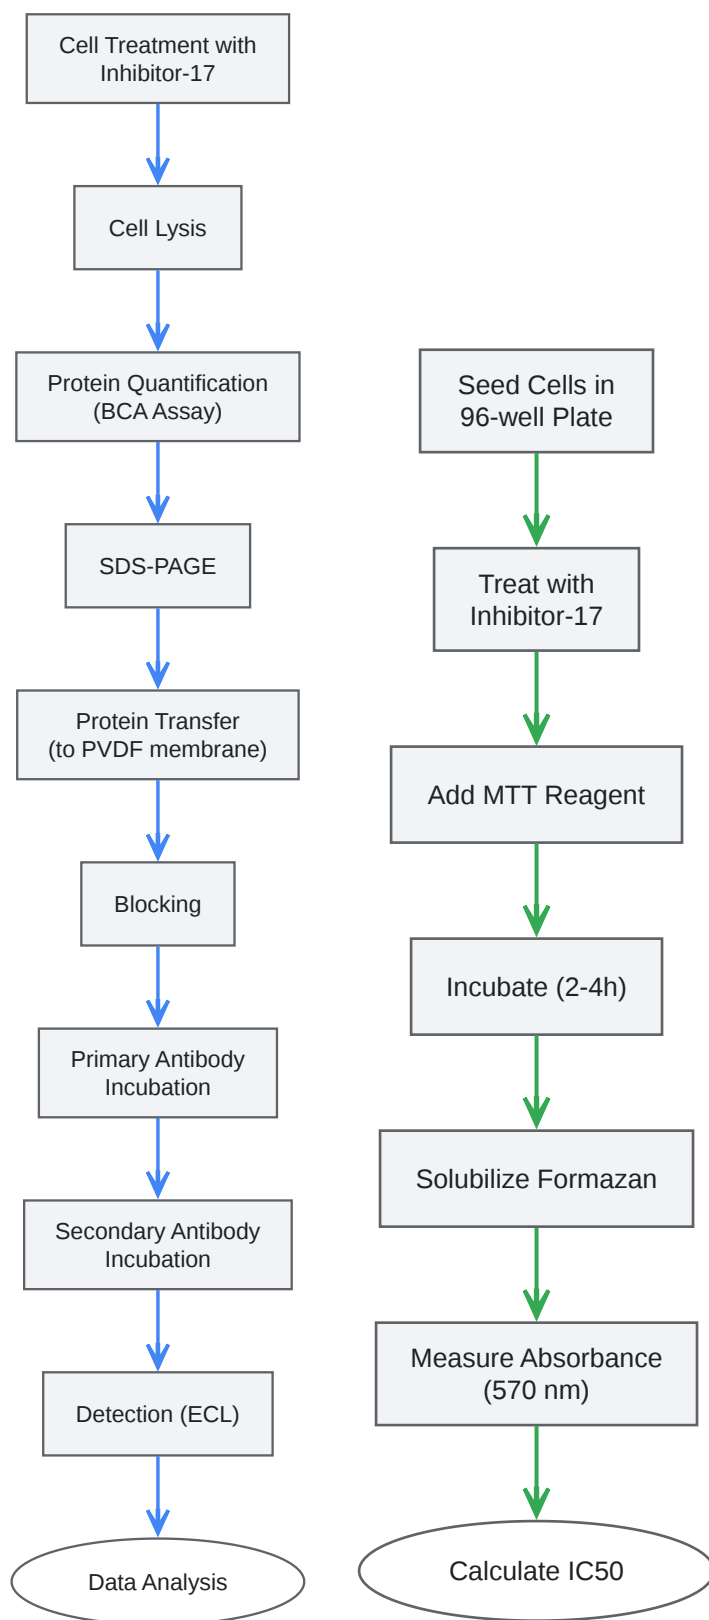 Cell Treatment with
Inhibitor-17
Cell Lysis
Protein Quantification
(BCA Assay)
SDS-PAGE
Protein Transfer
(to PVDF membrane)
Blocking
Primary Antibody
Incubation
Secondary Antibody
Incubation
Detection (ECL)
Data Analysis
Seed Cells in
96-well Plate
Treat with
Inhibitor-17
Add MTT Reagent
Incubate (2-4h)
Solubilize Formazan
Measure Absorbance
(570 nm)
Calculate IC50